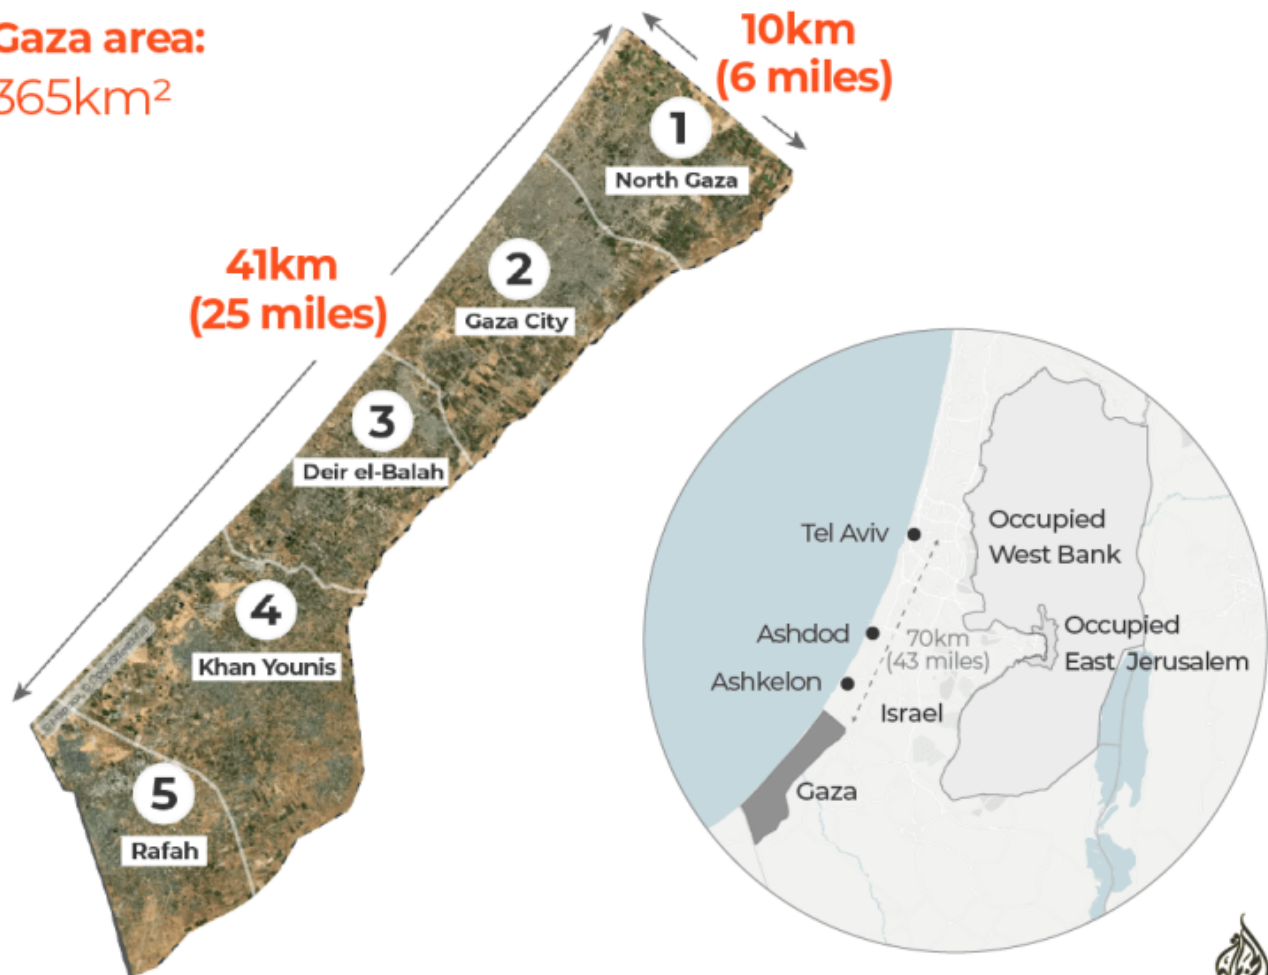 Gaza area:
365km²
10km
(6 miles)
1
North Gaza
2
Gaza City
41km
(25 miles)
3
Deir el-Balah
4
Khan Younis
5
Rafah
Tel Aviv
Occupied
West Bank
Ashdod
70km
(43 miles)
Occupied
East Jerusalem
Ashkelon
Israel
Gaza